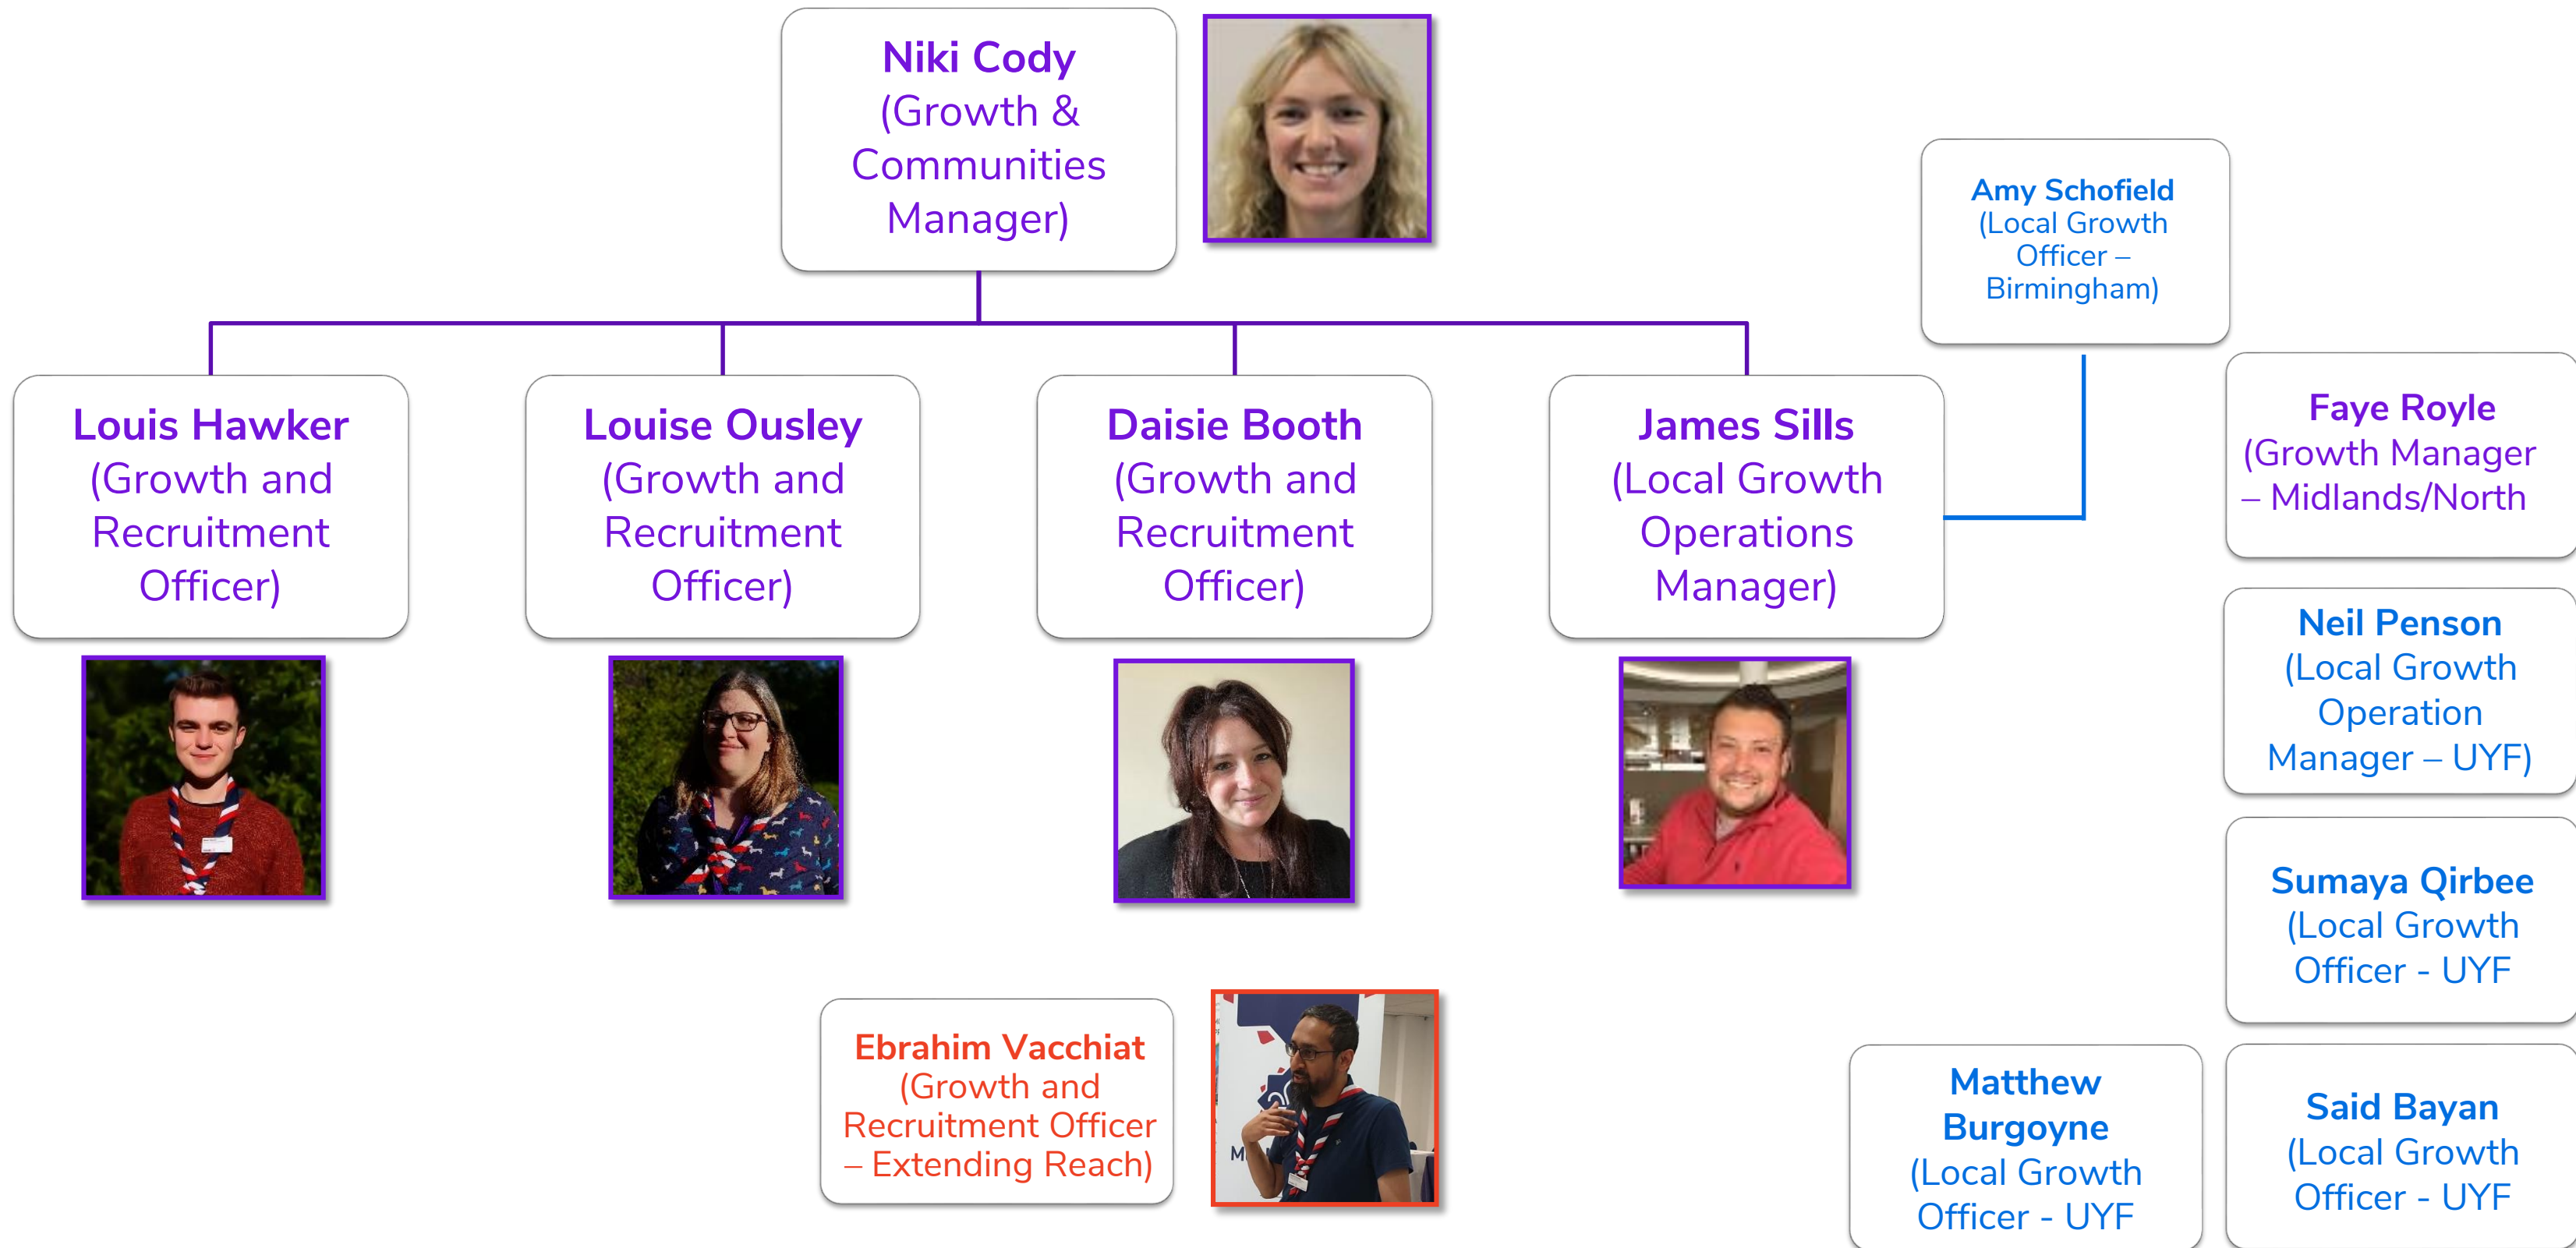 Niki Cody
(Growth &
Communities
Manager)
Amy Schofield
(Local Growth
Officer –
Birmingham)
Louis Hawker
(Growth and
Recruitment
Officer)
Louise Ousley
(Growth and
Recruitment
Officer)
Daisie Booth
(Growth and
Recruitment
Officer)
James Sills
(Local Growth
Operations
Manager)
Faye Royle
(Growth Manager
– Midlands/North
Neil Penson
(Local Growth
Operation
Manager – UYF)
Sumaya Qirbee
(Local Growth
Officer - UYF
Ebrahim Vacchiat
(Growth and
Recruitment Officer
– Extending Reach)
Matthew
Burgoyne
(Local Growth
Officer - UYF
Said Bayan
(Local Growth
Officer - UYF